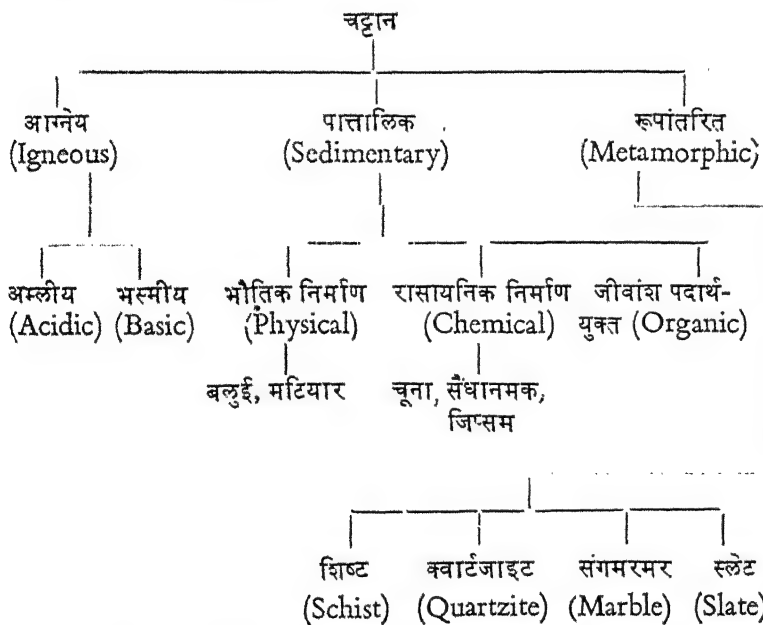 चट्टान
आग्नेय पात्तालिक रूपांतरित
(Igneous) (Sedimentary) (Metamorphic)
अम्लीय भस्मीय भौतिक निर्माण रासायनिक निर्माण जीवांश पदार्थ-
(Acidic) (Basic) (Physical) (Chemical) युक्त (Organic)
बलुई, मटियार चूना, सैंधानमक,
जिप्सम
शिष्ट क्वार्टजाइट संगमरमर स्लेट
(Schist) (Quartzite) (Marble) (Slate)